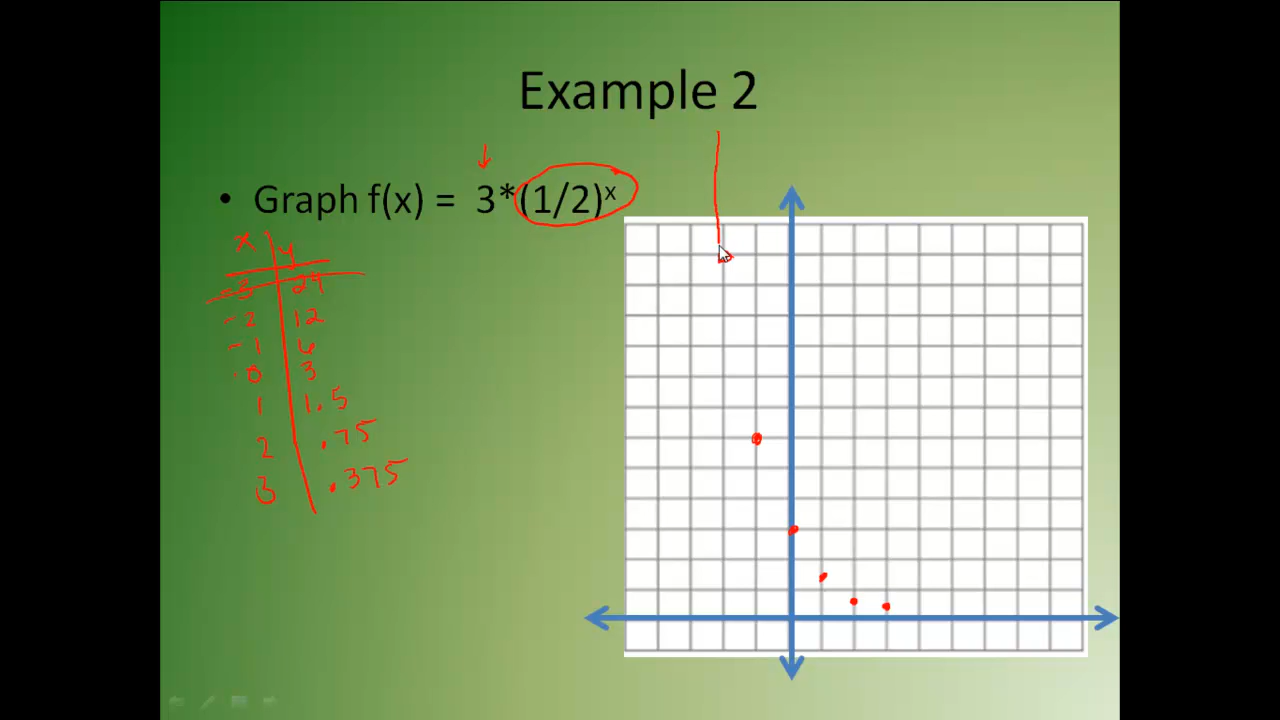 Example 2
• Graph f(x) = 3*(1/2)ˣ
x y
-3 24
-2 12
-1 6
0 3
1 1.5
2 .75
3 .375